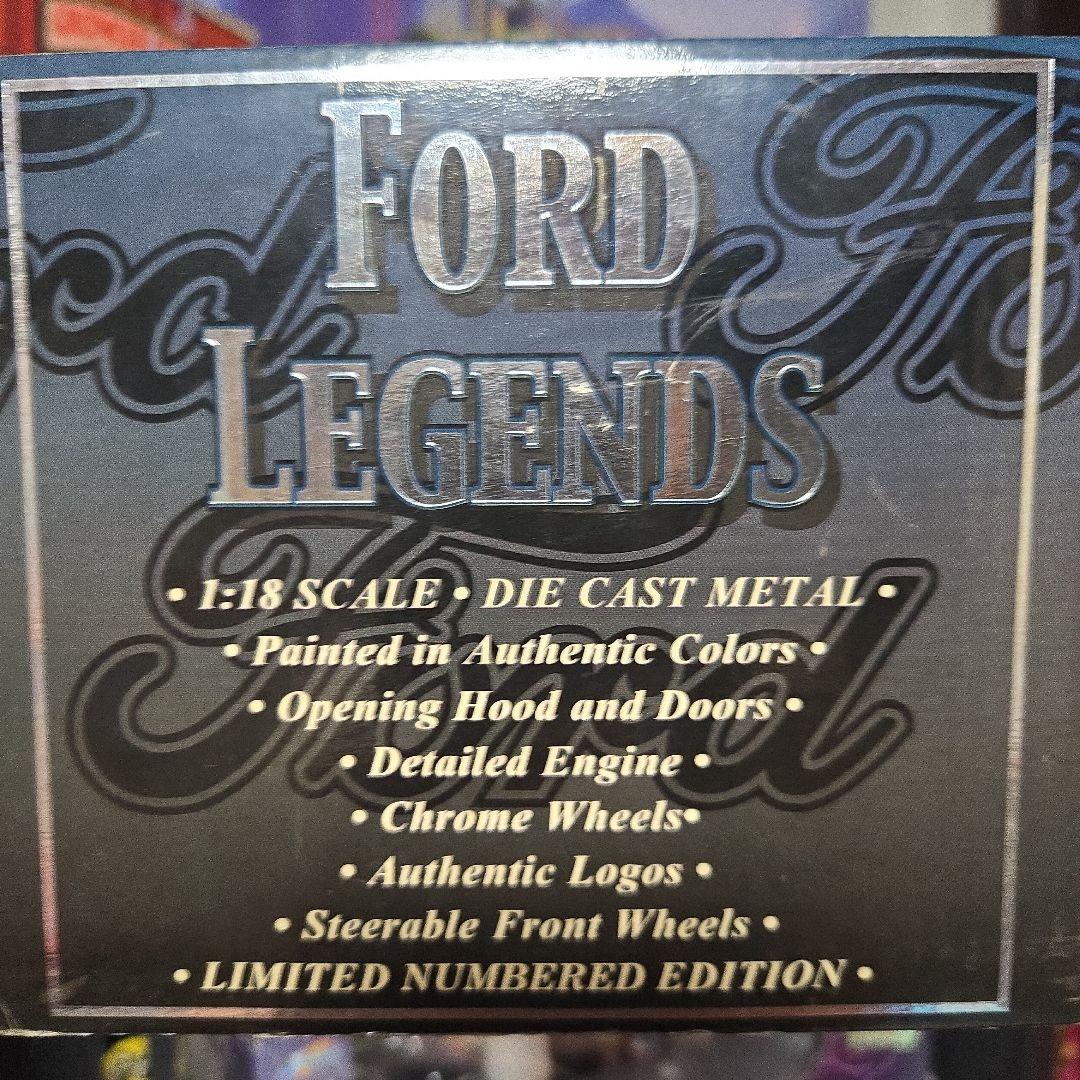 FORD
LEGENDS
• 1:18 SCALE • DIE CAST METAL •
• Painted in Authentic Colors •
• Opening Hood and Doors •
• Detailed Engine •
• Chrome Wheels•
• Authentic Logos •
• Steerable Front Wheels •
• LIMITED NUMBERED EDITION •
Ford